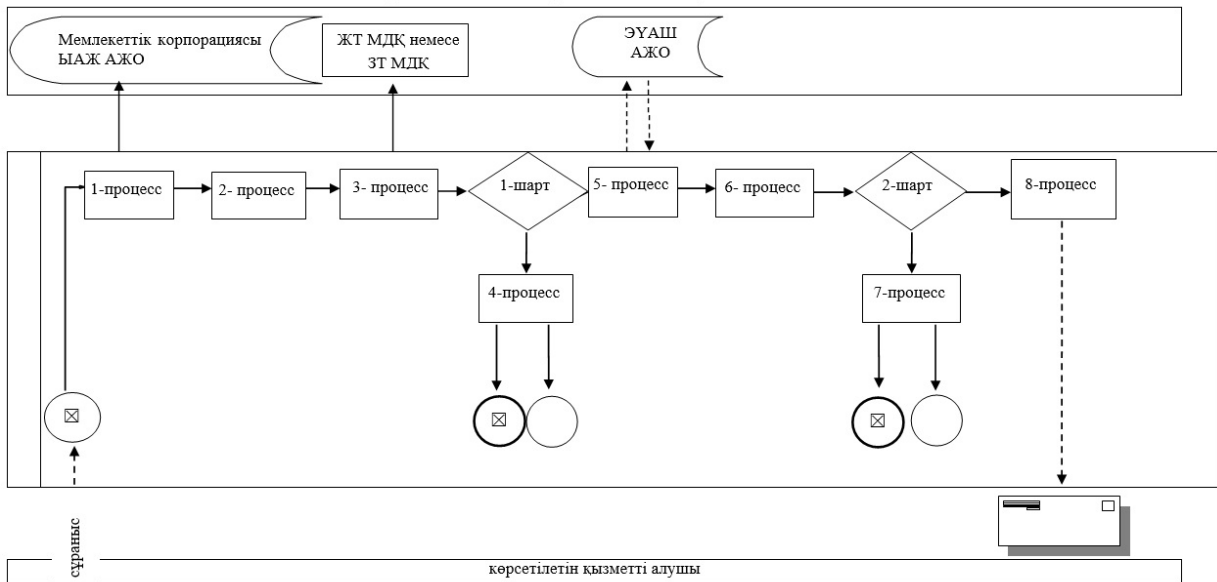 Мемлекеттік корпорациясы
ЫАЖ АЖО
ЖТ МДҚ немесе
ЗТ МДҚ
ЭҮАШ
АЖО
1-процесс
2- процесс
3- процесс
1-шарт
5- процесс
6- процесс
2-шарт
8-процесс
4-процесс
7-процесс
сұраныс
көрсетілетін қызметті алушы